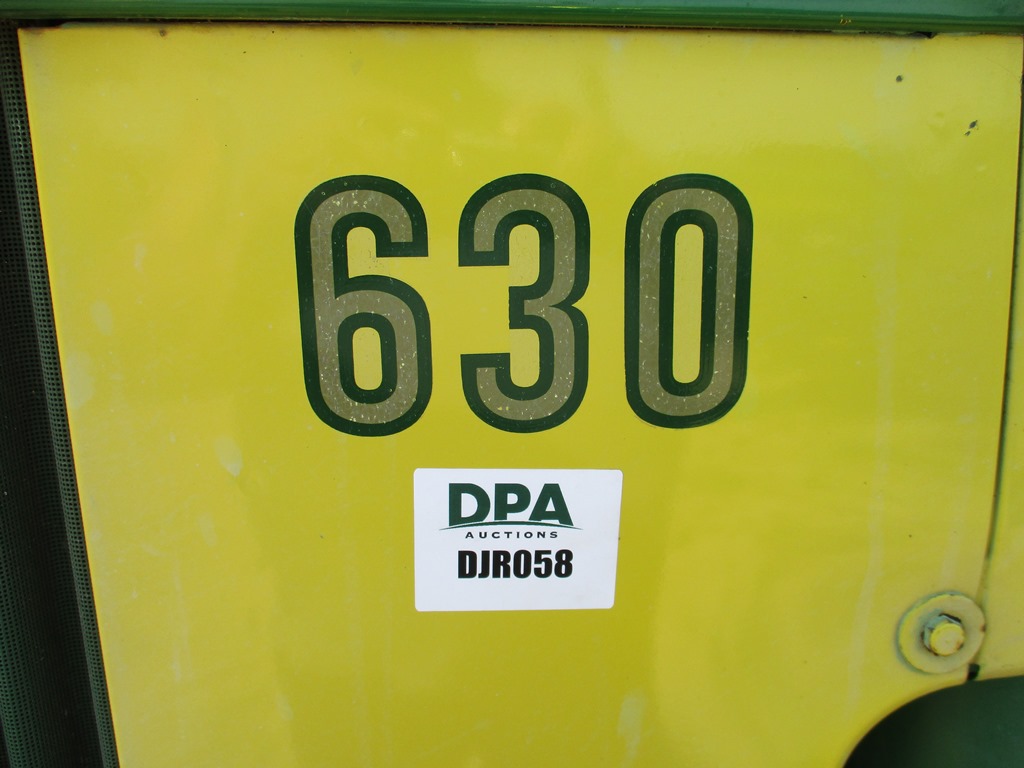 630
DPA
AUCTIONS
DJR058